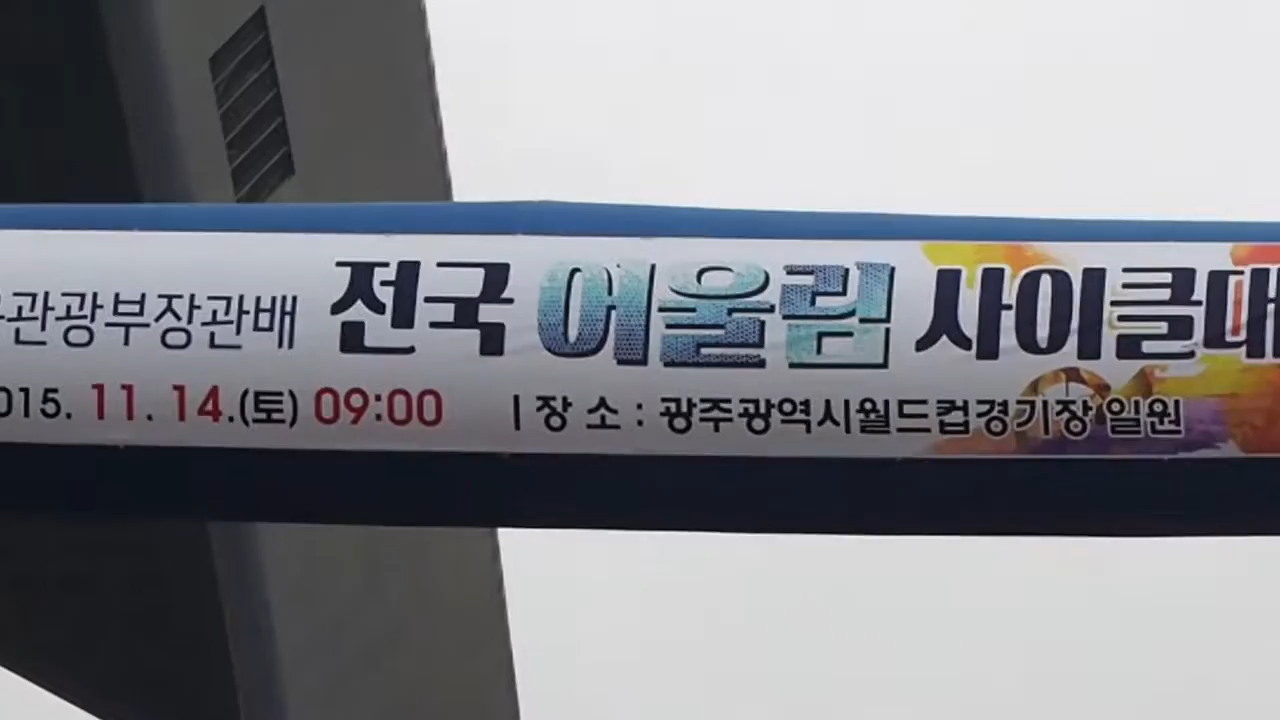 관광부장관배 전국 어울림 사이클대
2015. 11. 14.(토) 09:00 | 장 소 : 광주광역시월드컵경기장 일원